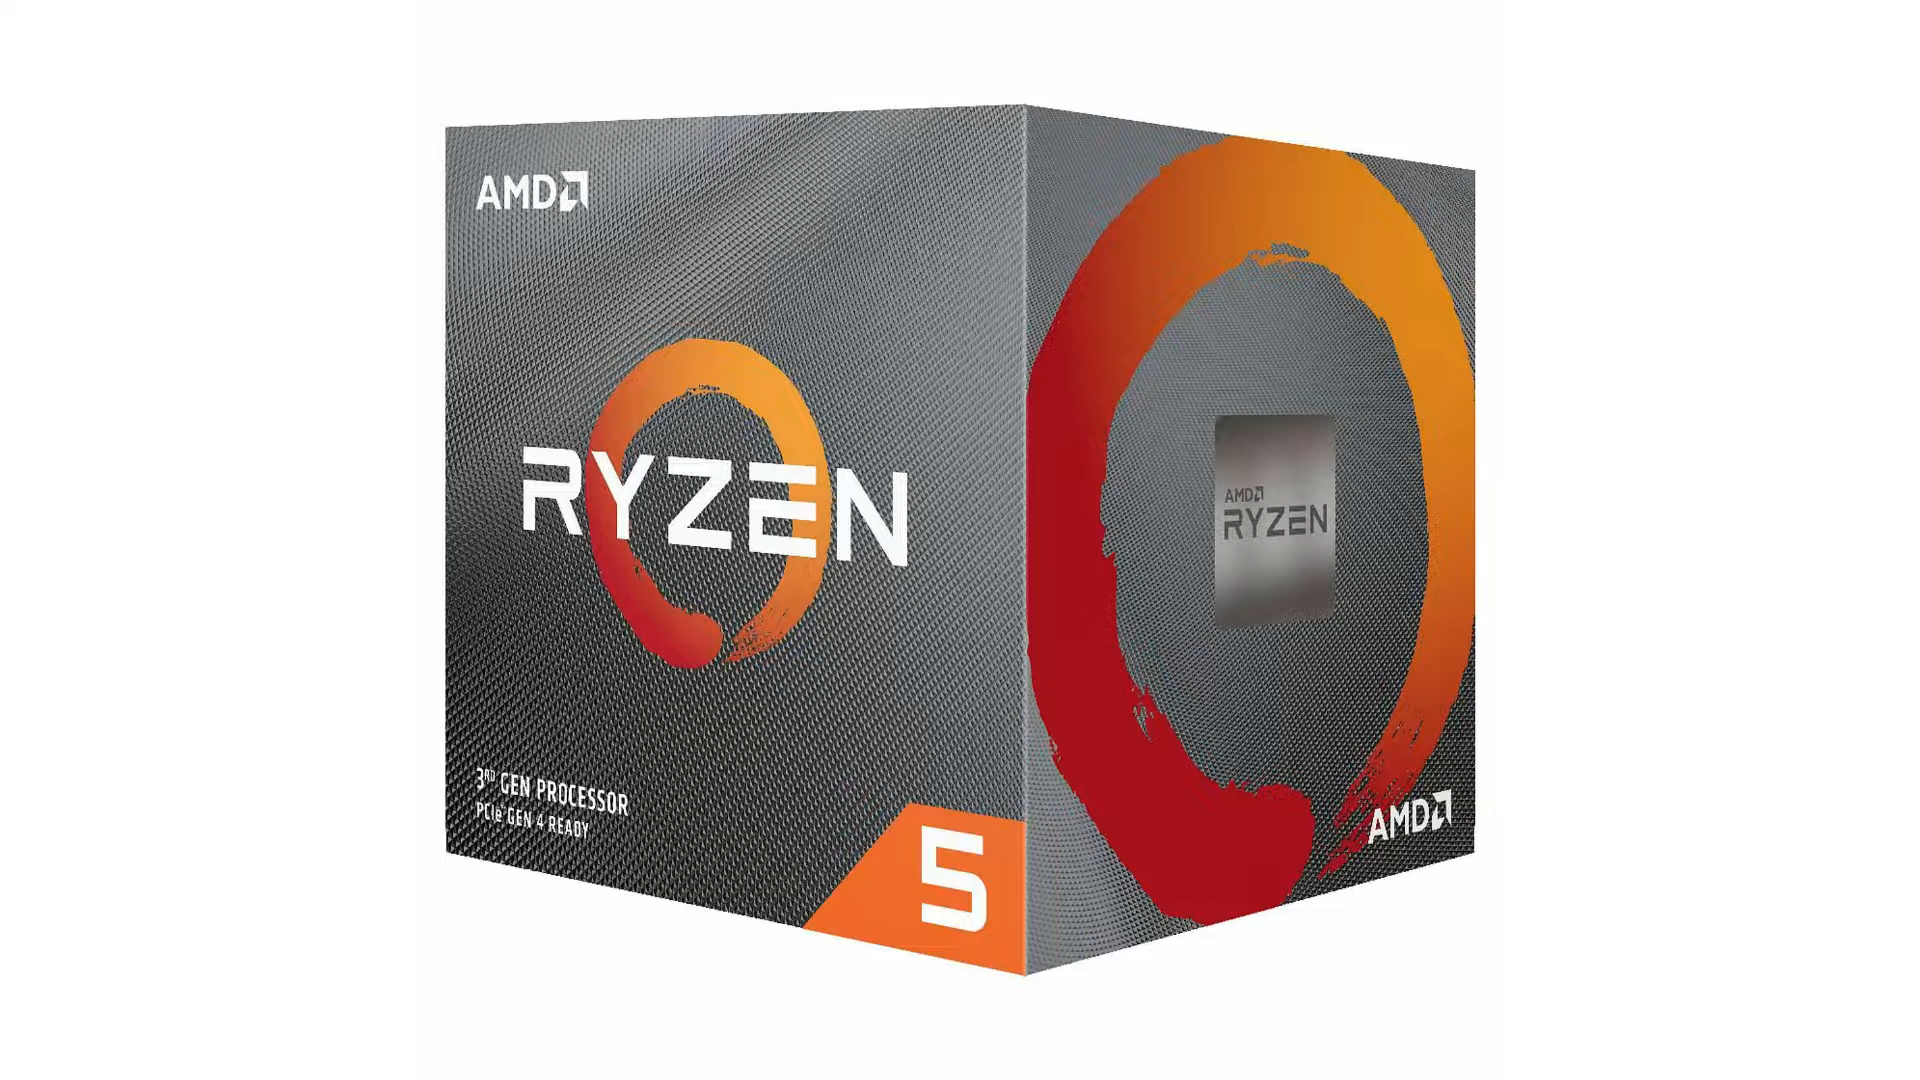 AMD
RYZEN
3RD GEN PROCESSOR
PCIe GEN 4 READY
5
AMD
RYZEN
AMD